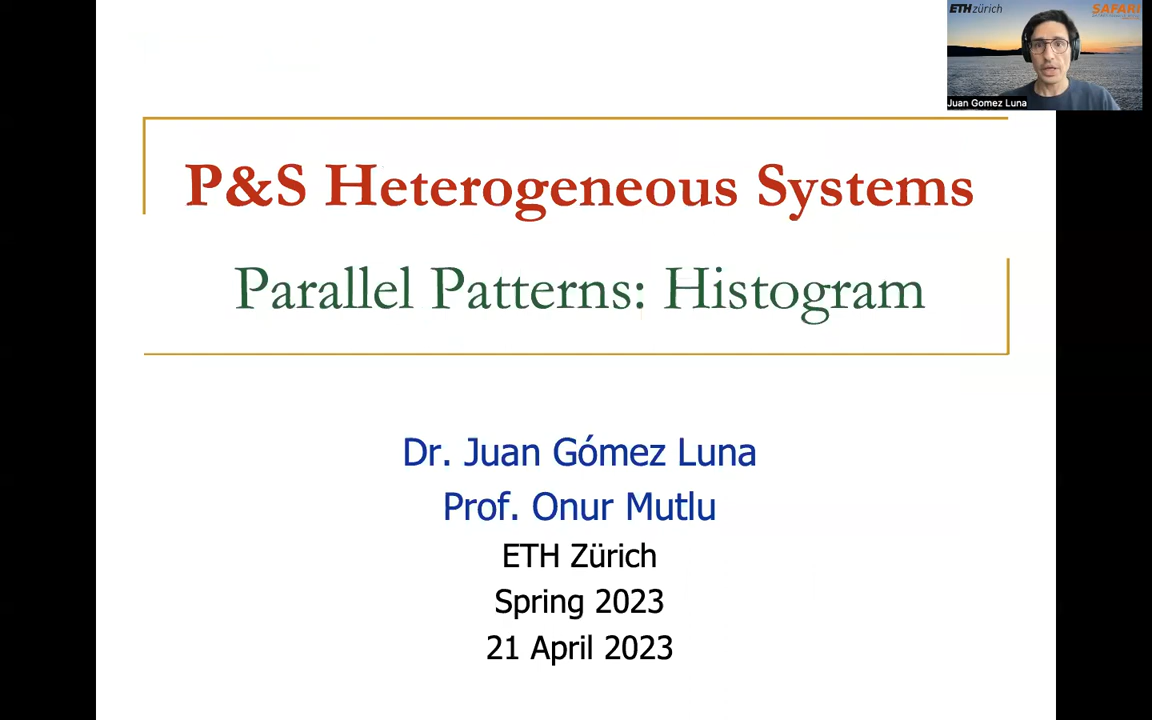 ETH zürich
SAFARI
Juan Gomez Luna
P&S Heterogeneous Systems
Parallel Patterns: Histogram
Dr. Juan Gómez Luna
Prof. Onur Mutlu
ETH Zürich
Spring 2023
21 April 2023